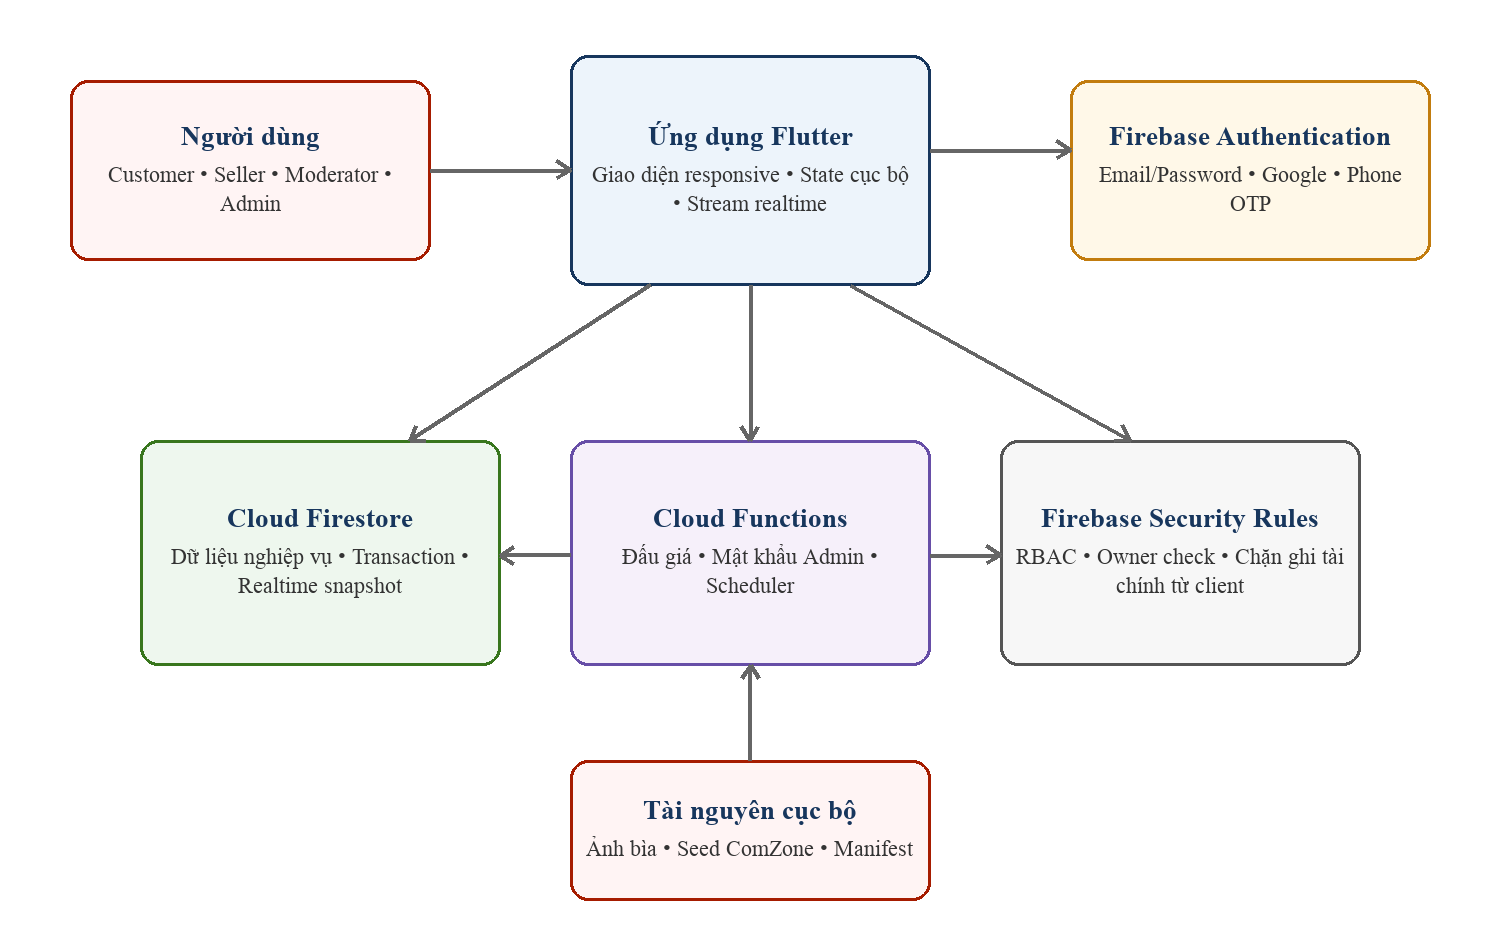 Người dùng
Customer • Seller • Moderator •
Admin
Ứng dụng Flutter
Giao diện responsive • State cục bộ
• Stream realtime
Firebase Authentication
Email/Password • Google • Phone
OTP
Cloud Firestore
Dữ liệu nghiệp vụ • Transaction •
Realtime snapshot
Cloud Functions
Đấu giá • Mật khẩu Admin •
Scheduler
Firebase Security Rules
RBAC • Owner check • Chặn ghi tài
chính từ client
Tài nguyên cục bộ
Ảnh bìa • Seed ComZone • Manifest